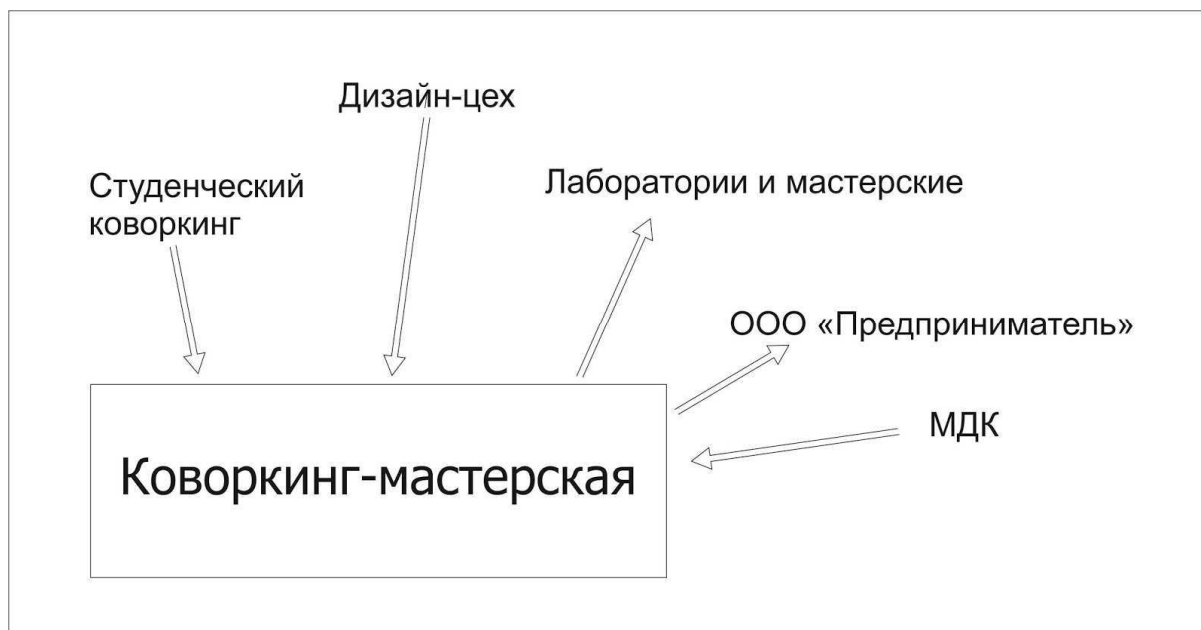 Дизайн-цех
Студенческий
коворкинг
Лаборатории и мастерские
ООО «Предприниматель»
МДК
Коворкинг-мастерская